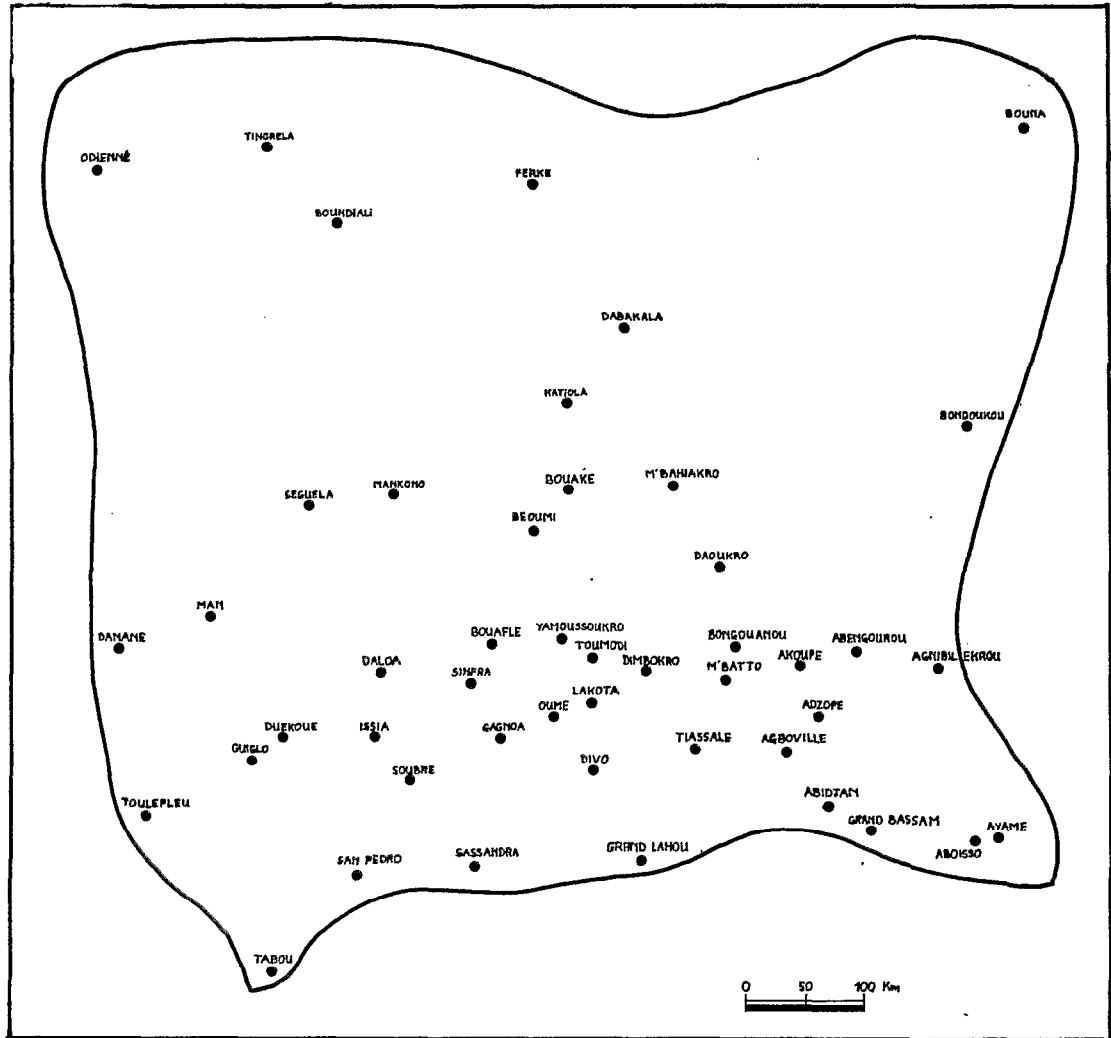 BOUNA
TINGRELA
ODIENNÉ
FERKE
BOUNDIALI
DABAKALA
KATIOLA
BONDOUKOU
BOUAKÉ
M'BAHIAKRO
MANKONO
SEGUELA
BEOUMI
DAOUKRO
MAN
DANANE
BOUAFLE
YAMOUSSOUKRO
TOUMODI
BONGOUANOU
ABENGOUROU
DALOA
SINFRA
DIMBOKRO
M'BATTO
AKOUPE
AGNIBILEKROU
LAKOTA
OUME
ADZOPE
DUEKOUE
ISSIA
GAGNOA
TIASSALE
AGBOVILLE
GUIGLO
SOUBRE
DIVO
TOULEPLEU
ABIDJAN
GRAND BASSAM
AYAME
ABOISSO
SAN PEDRO
SASSANDRA
GRAND LAHOU
TABOU
0 50 100 Km